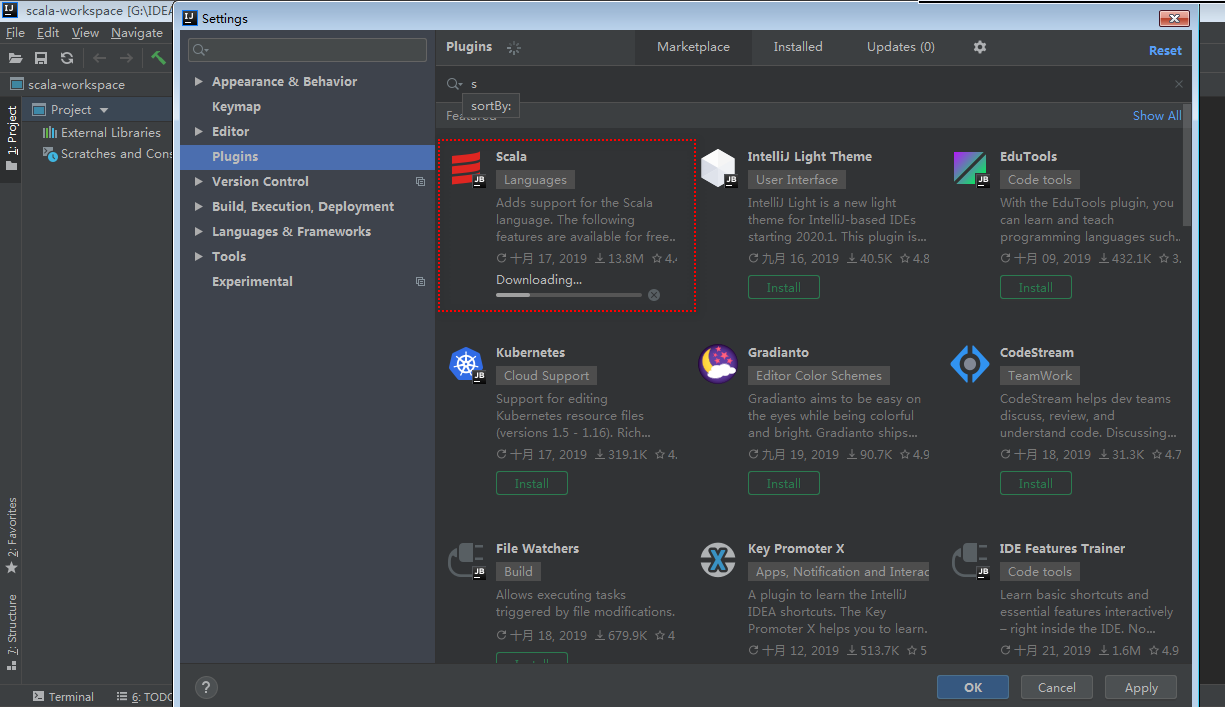 scala-workspace [G:\IDEA
Settings
File Edit View Navigate
scala-workspace
1: Project
Project
External Libraries
Scratches and Cons
2: Favorites
7: Structure
Terminal
6: TODO
Appearance & Behavior
Keymap
Editor
Plugins
Version Control
Build, Execution, Deployment
Languages & Frameworks
Tools
Experimental
Plugins
Marketplace
Installed
Updates (0)
Reset
s
sortBy:
Featured
Show All
Scala
Languages
Adds support for the Scala
language. The following
features are available for free..
十月 17, 2019 13.8M 4.
Downloading...
IntelliJ Light Theme
User Interface
IntelliJ Light is a new light
theme for IntelliJ-based IDEs
starting 2020.1. This plugin is...
九月 16, 2019 40.5K 4.8
Install
EduTools
Code tools
With the EduTools plugin, you
can learn and teach
programming languages such..
十月 09, 2019 432.1K 3.
Install
Kubernetes
Cloud Support
Support for editing
Kubernetes resource files
(versions 1.5 - 1.16). Rich...
十月 17, 2019 319.1K 4.
Install
Gradianto
Editor Color Schemes
Gradianto aims to be easy on
the eyes while being colorful
and bright. Gradianto ships...
九月 19, 2019 90.7K 4.9
Install
CodeStream
TeamWork
CodeStream helps dev teams
discuss, review, and
understand code. Discussing...
十月 18, 2019 31.3K 4.7
Install
File Watchers
Build
Allows executing tasks
triggered by file modifications.
十月 18, 2019 679.9K 4
Install
Key Promoter X
Apps, Notification and Interac
A plugin to learn the IntelliJ
IDEA shortcuts. The Key
Promoter X helps you to learn.
十月 12, 2019 513.7K 5
IDE Features Trainer
Code tools
Learn basic shortcuts and
essential features interactively
– right inside the IDE. No...
十月 21, 2019 1.6M 4.9
?
OK
Cancel
Apply